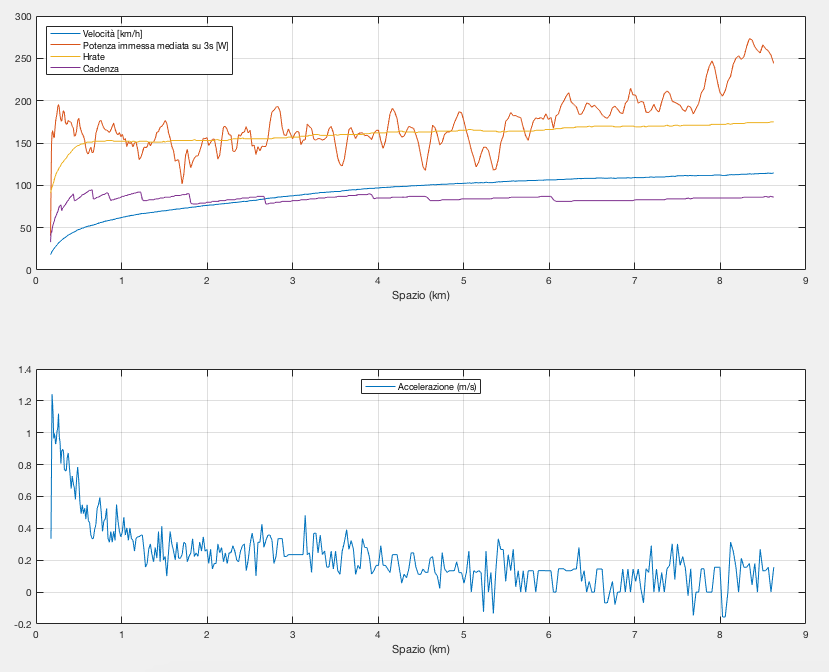 300
250
200
150
100
50
0
Velocità [km/h]
Potenza immessa mediata su 3s [W]
Hrate
Cadenza
0 1 2 3 4 5 6 7 8 9
Spazio (km)
1.4
1.2
1
0.8
0.6
0.4
0.2
0
-0.2
Accelerazione (m/s)
0 1 2 3 4 5 6 7 8 9
Spazio (km)